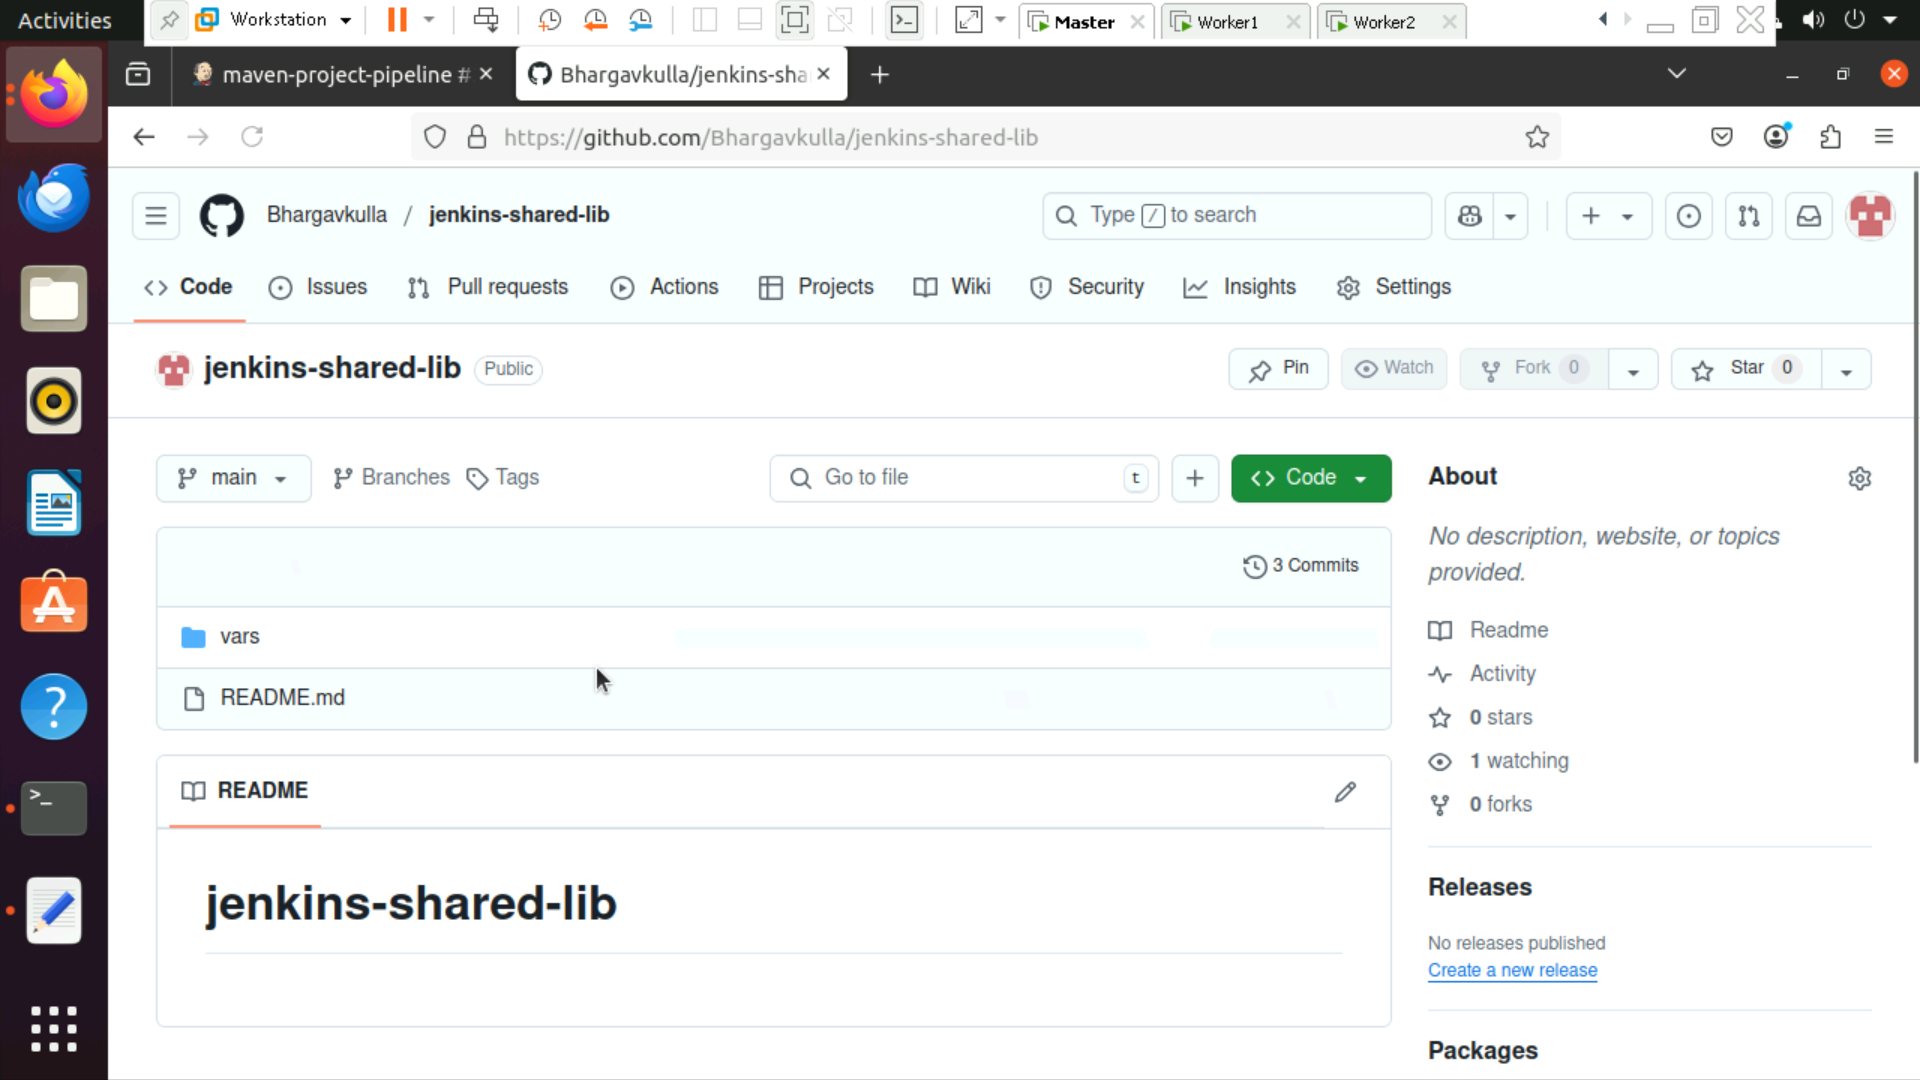 Activities
Workstation
Master
Worker1
Worker2
maven-project-pipeline #
Bhargavkulla/jenkins-sha
https://github.com/Bhargavkulla/jenkins-shared-lib
Bhargavkulla / jenkins-shared-lib
Type / to search
Code
Issues
Pull requests
Actions
Projects
Wiki
Security
Insights
Settings
jenkins-shared-lib
Public
Pin
Watch
Fork 0
Star 0
main
Branches
Tags
Go to file
t
Code
3 Commits
vars
README.md
README
jenkins-shared-lib
About
No description, website, or topics
provided.
Readme
Activity
0 stars
1 watching
0 forks
Releases
No releases published
Create a new release
Packages